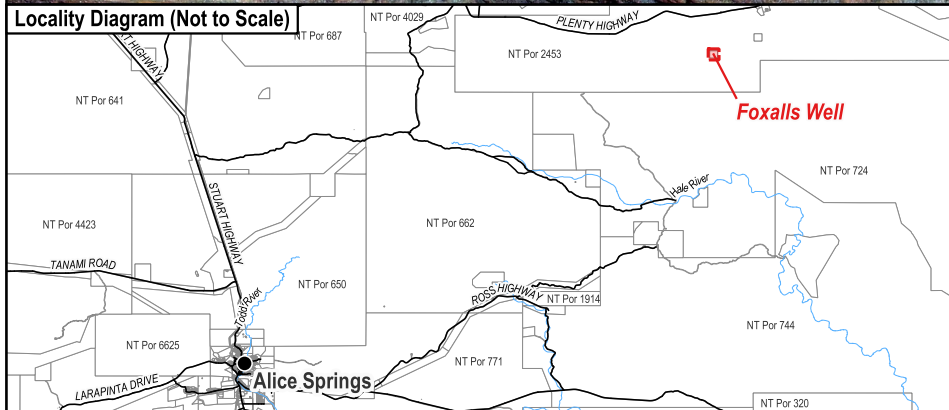 Locality Diagram (Not to Scale)
NT Por 4029
PLENTY HIGHWAY
NT Por 687
RT HIGHWAY
NT Por 2453
NT Por 641
Foxalls Well
NT Por 724
Hale River
STUART HIGHWAY
NT Por 4423
NT Por 662
TANAMI ROAD
NT Por 650
ROSS HIGHWAY
NT Por 1914
Todd River
NT Por 744
NT Por 6625
NT Por 771
LARAPINTA DRIVE
Alice Springs
NT Por 320